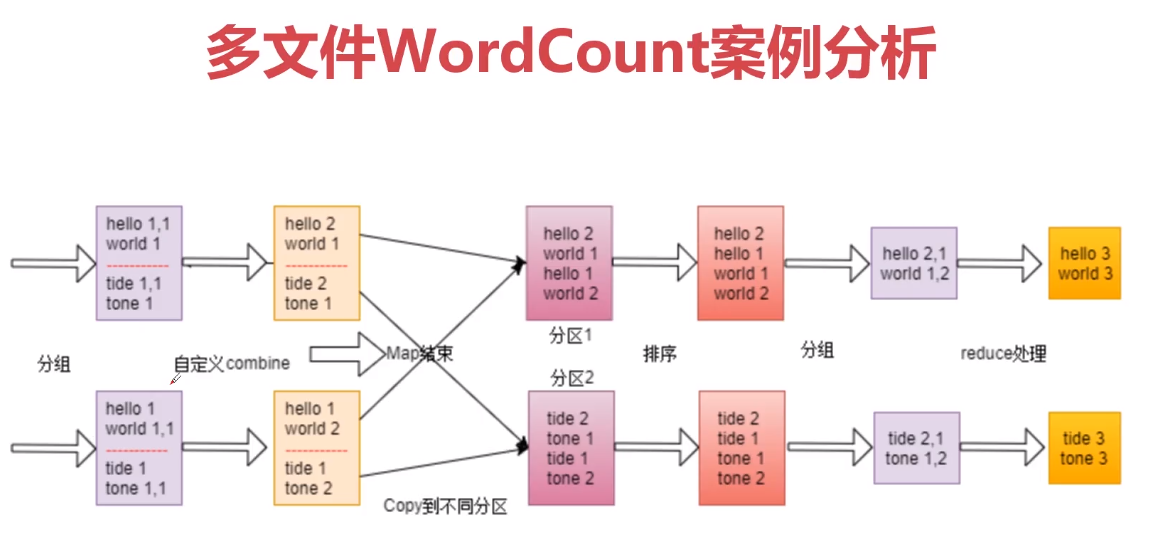 多文件WordCount案例分析
hello 1,1
world 1
tide 1,1
tone 1
hello 2
world 1
tide 2
tone 1
hello 2
world 1
hello 1
world 2
hello 2
hello 1
world 1
world 2
hello 2,1
world 1,2
hello 3
world 3
分组
自定义combine
Map结束
分区1
分区2
排序
分组
reduce处理
hello 1
world 1,1
tide 1
tone 1,1
hello 1
world 2
tide 1
tone 2
Copy到不同分区
tide 2
tone 1
tide 1
tone 2
tide 2
tide 1
tone 1
tone 2
tide 2,1
tone 1,2
tide 3
tone 3